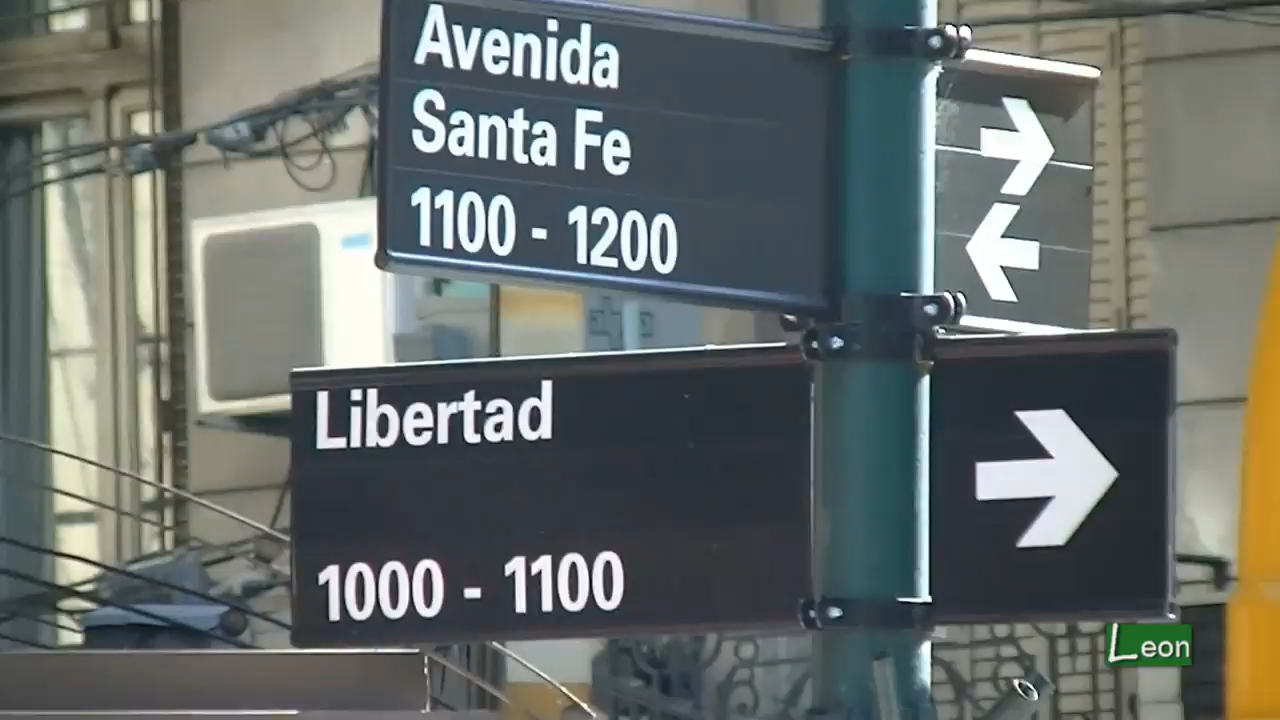 Avenida
Santa Fe
1100 - 1200
Libertad
1000 - 1100
Leon